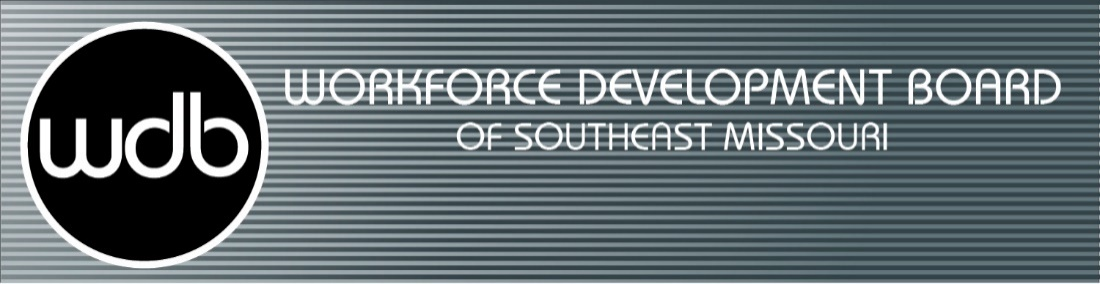 wdb
WORKFORCE DEVELOPMENT BOARD
OF SOUTHEAST MISSOURI